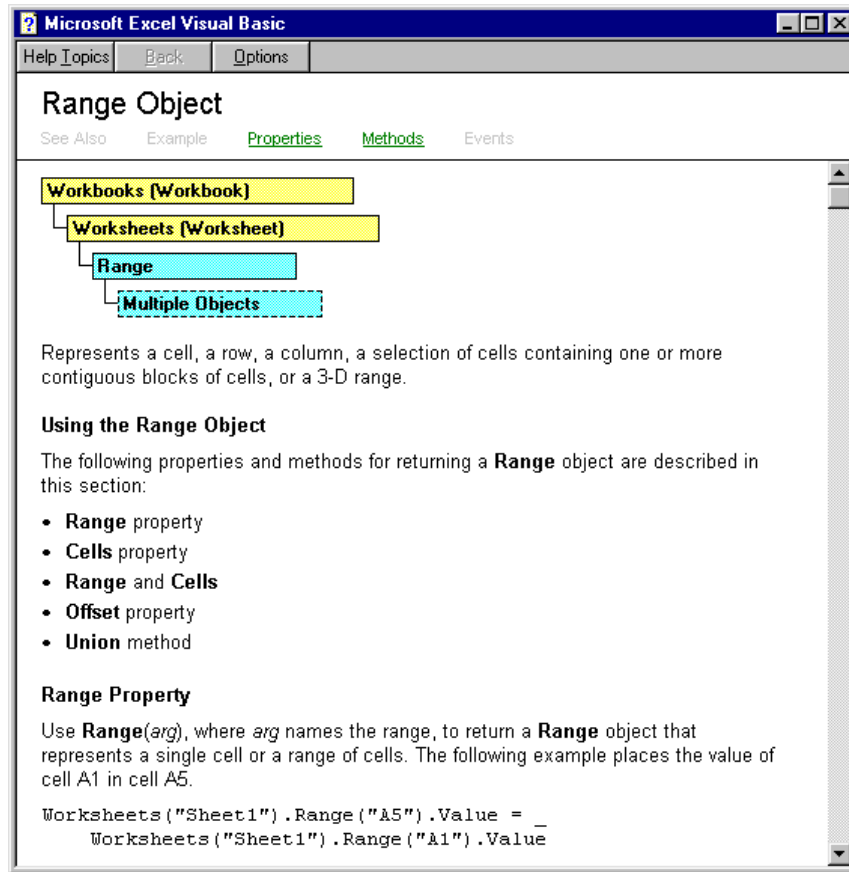 Microsoft Excel Visual Basic
Help Topics Back Options
Range Object
See Also Example Properties Methods Events
Workbooks (Workbook)
Worksheets (Worksheet)
Range
Multiple Objects
Represents a cell, a row, a column, a selection of cells containing one or more
contiguous blocks of cells, or a 3-D range.
Using the Range Object
The following properties and methods for returning a Range object are described in
this section:
• Range property
• Cells property
• Range and Cells
• Offset property
• Union method
Range Property
Use Range(arg), where arg names the range, to return a Range object that
represents a single cell or a range of cells. The following example places the value of
cell A1 in cell A5.
Worksheets("Sheet1").Range("A5").Value = _
    Worksheets("Sheet1").Range("A1").Value